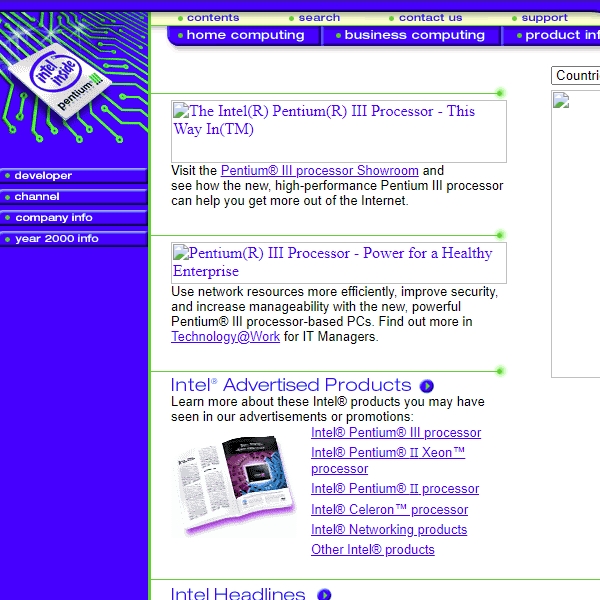 contents search contact us support
home computing business computing product inf
intel inside
pentium III
Countri
developer
channel
company info
year 2000 info
The Intel(R) Pentium(R) III Processor - This
Way In(TM)
Visit the Pentium® III processor Showroom and
see how the new, high-performance Pentium III processor
can help you get more out of the Internet.
Pentium(R) III Processor - Power for a Healthy
Enterprise
Use network resources more efficiently, improve security,
and increase manageability with the new, powerful
Pentium® III processor-based PCs. Find out more in
Technology@Work for IT Managers.
Intel® Advertised Products
Learn more about these Intel® products you may have
seen in our advertisements or promotions:
Intel® Pentium® III processor
Intel® Pentium® II Xeon™
processor
Intel® Pentium® II processor
Intel® Celeron™ processor
Intel® Networking products
Other Intel® products
Intel Headlines